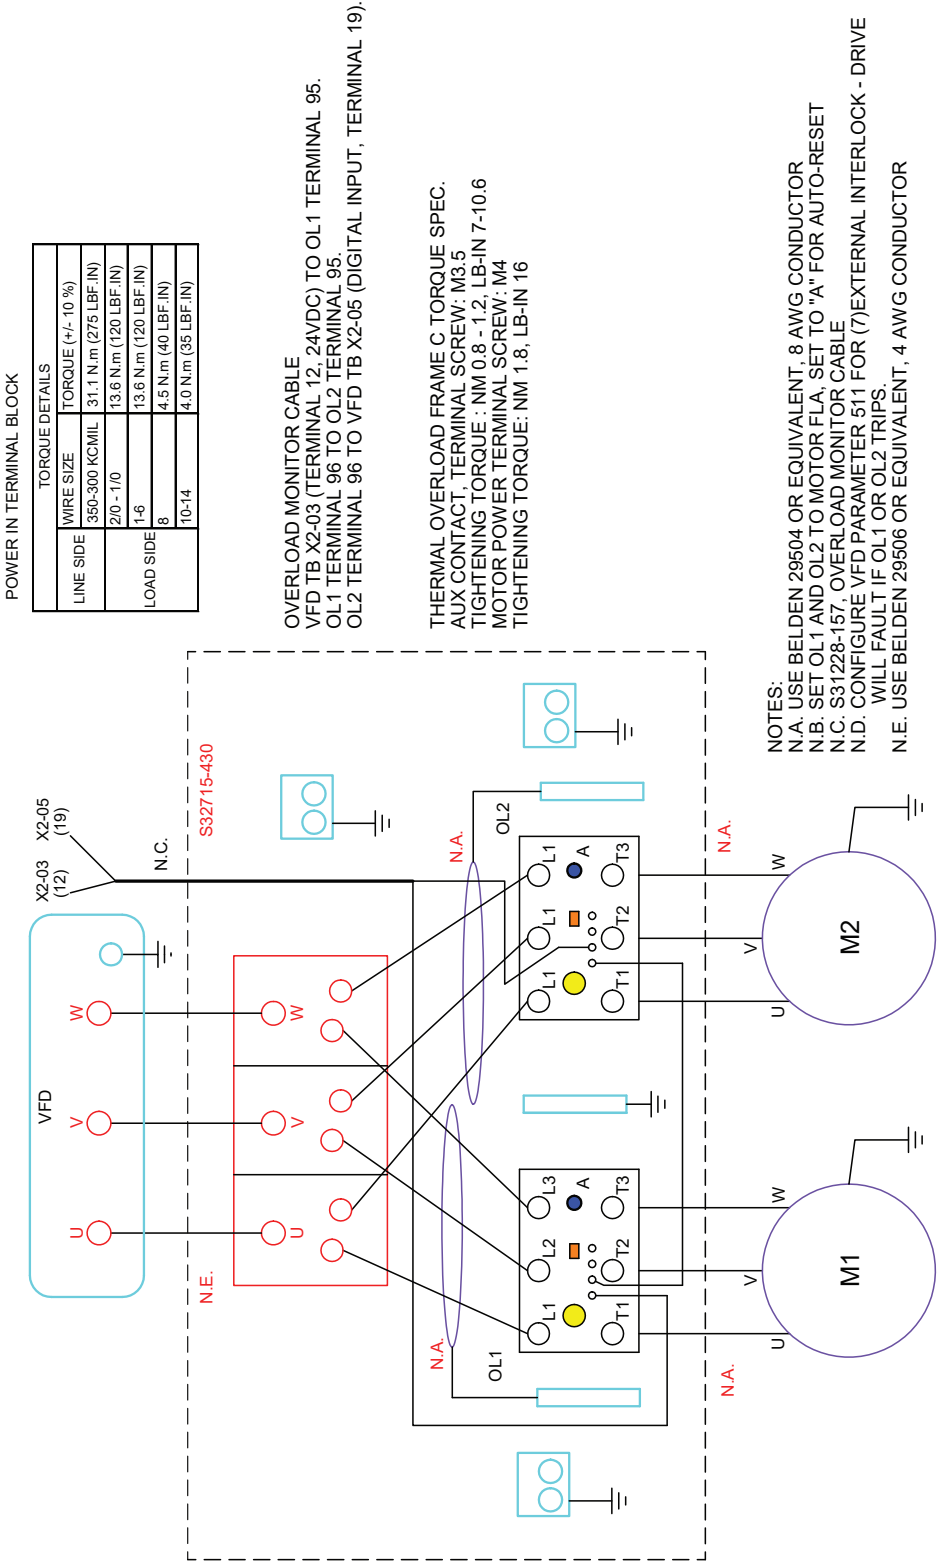 POWER IN TERMINAL BLOCK
TORQUE DETAILS
LINE SIDE
WIRE SIZE
TORQUE (+/- 10 %)
350-300 KCMIL
31.1 N.m (275 LBF.IN)
LOAD SIDE
2/0 - 1/0
13.6 N.m (120 LBF.IN)
1-6
13.6 N.m (120 LBF.IN)
8
4.5 N.m (40 LBF.IN)
10-14
4.0 N.m (35 LBF.IN)
OVERLOAD MONITOR CABLE
VFD TB X2-03 (TERMINAL 12, 24VDC) TO OL1 TERMINAL 95.
OL1 TERMINAL 96 TO OL2 TERMINAL 95.
OL2 TERMINAL 96 TO VFD TB X2-05 (DIGITAL INPUT, TERMINAL 19).
THERMAL OVERLOAD FRAME C TORQUE SPEC.
AUX CONTACT, TERMINAL SCREW: M3.5
TIGHTENING TORQUE : NM 0.8 - 1.2, LB-IN 7-10.6
MOTOR POWER TERMINAL SCREW: M4
TIGHTENING TORQUE: NM 1.8, LB-IN 16
NOTES:
N.A. USE BELDEN 29504 OR EQUIVALENT, 8 AWG CONDUCTOR
N.B. SET OL1 AND OL2 TO MOTOR FLA, SET TO "A" FOR AUTO-RESET
N.C. S31228-157, OVERLOAD MONITOR CABLE
N.D. CONFIGURE VFD PARAMETER 511 FOR (7)EXTERNAL INTERLOCK - DRIVE
WILL FAULT IF OL1 OR OL2 TRIPS.
N.E. USE BELDEN 29506 OR EQUIVALENT, 4 AWG CONDUCTOR
X2-03
(12)
X2-05
(19)
N.C.
VFD
U
V
W
S32715-430
N.E.
U
V
W
N.A.
N.A.
OL1
L1
L2
L3
A
T1
T2
T3
OL2
L1
L1
L1
A
T1
T2
T3
N.A.
N.A.
U
V
W
M1
U
V
W
M2